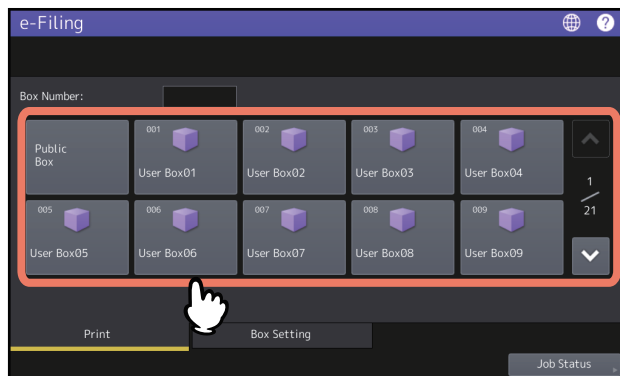 e-Filing
?
Box Number:
Public
Box
001
User Box01
002
User Box02
003
User Box03
004
User Box04
1
21
005
User Box05
006
User Box06
007
User Box07
008
User Box08
009
User Box09
Print
Box Setting
Job Status